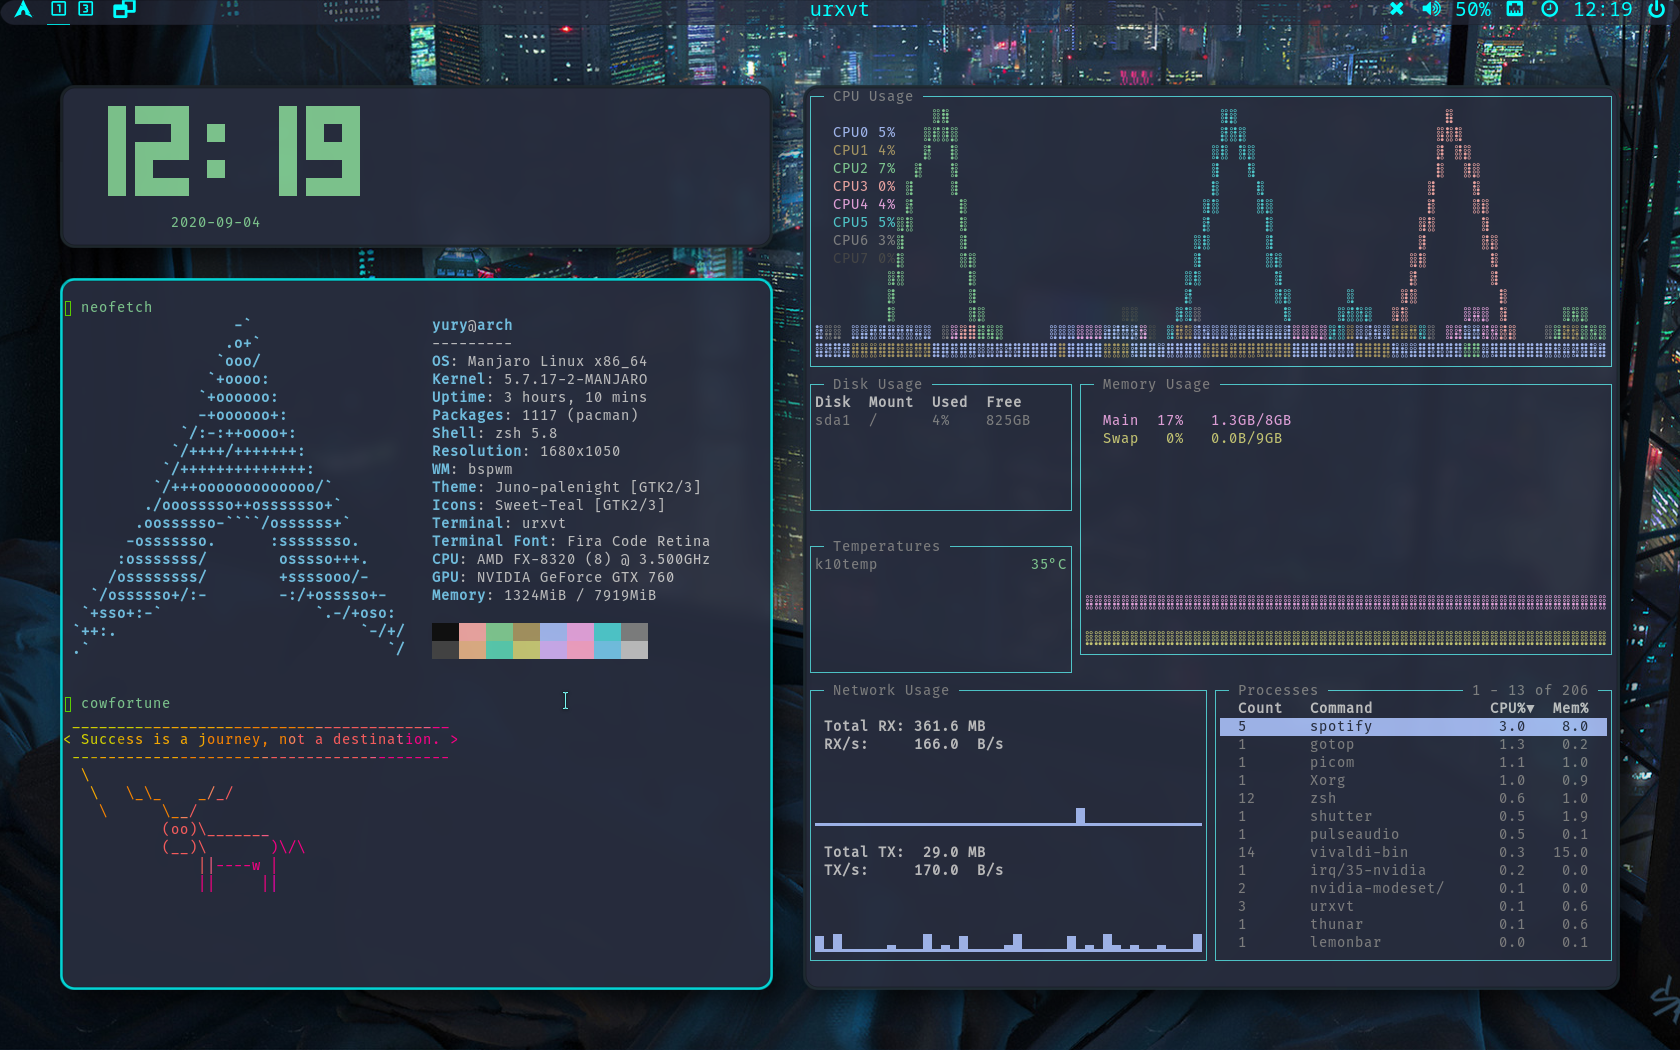 1 3 urxvt 50% 12:19
12:19
2020-09-04
neofetch
yury@arch
---------
OS: Manjaro Linux x86_64
Kernel: 5.7.17-2-MANJARO
Uptime: 3 hours, 10 mins
Packages: 1117 (pacman)
Shell: zsh 5.8
Resolution: 1680x1050
WM: bspwm
Theme: Juno-palenight [GTK2/3]
Icons: Sweet-Teal [GTK2/3]
Terminal: urxvt
Terminal Font: Fira Code Retina
CPU: AMD FX-8320 (8) @ 3.500GHz
GPU: NVIDIA GeForce GTX 760
Memory: 1324MiB / 7919MiB
cowfortune
< Success is a journey, not a destination. >
CPU Usage
CPU0 5%
CPU1 4%
CPU2 7%
CPU3 0%
CPU4 4%
CPU5 5%
CPU6 3%
CPU7 0%
Disk Usage
Disk Mount Used Free
sda1 / 4% 825GB
Memory Usage
Main 17% 1.3GB/8GB
Swap 0% 0.0B/9GB
Temperatures
k10temp 35°C
Network Usage
Total RX: 361.6 MB
RX/s: 166.0 B/s
Total TX: 29.0 MB
TX/s: 170.0 B/s
Processes 1 - 13 of 206
Count Command CPU%▼ Mem%
5 spotify 3.0 8.0
1 gotop 1.3 0.2
1 picom 1.1 1.0
1 Xorg 1.0 0.9
12 zsh 0.6 1.0
1 shutter 0.5 1.9
1 pulseaudio 0.5 0.1
14 vivaldi-bin 0.3 15.0
1 irq/35-nvidia 0.2 0.0
2 nvidia-modeset/ 0.1 0.0
3 urxvt 0.1 0.6
1 thunar 0.1 0.6
1 lemonbar 0.0 0.1